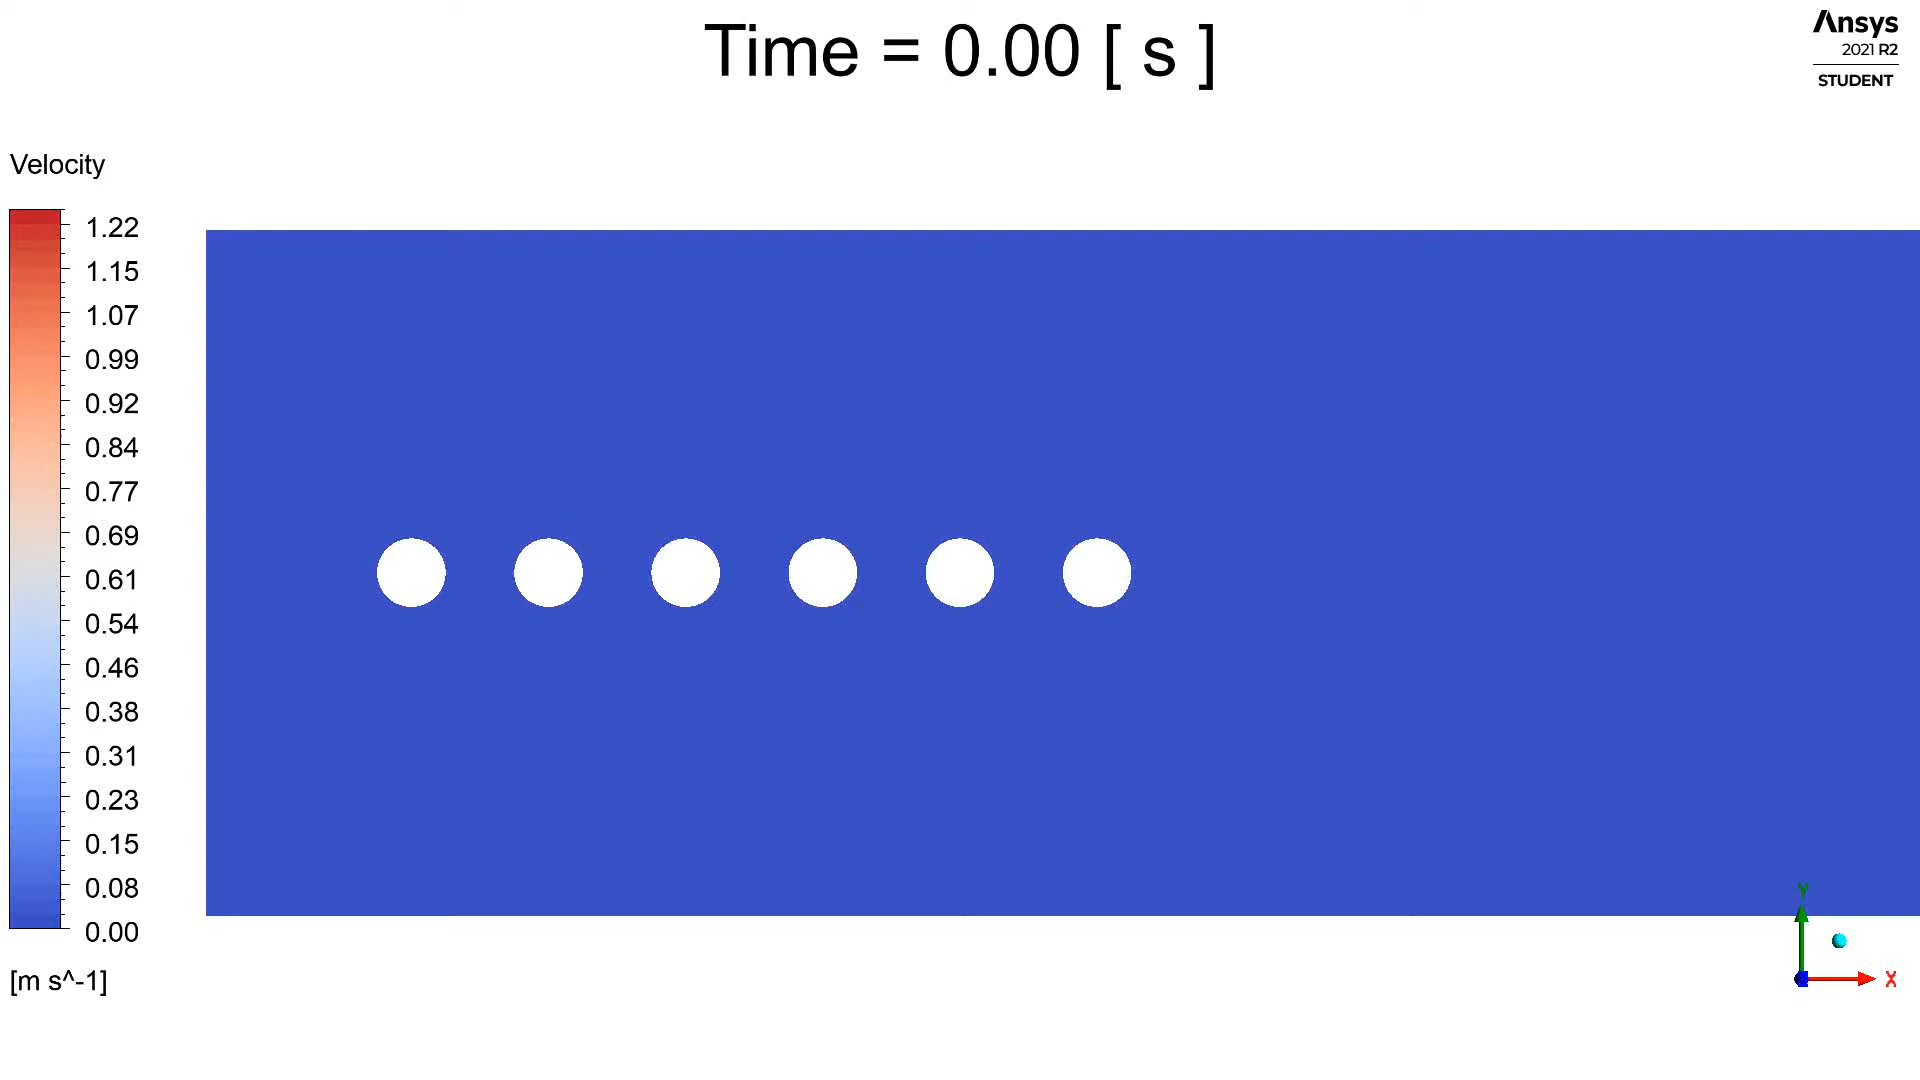 Time = 0.00 [ s ]
Ansys
2021 R2
STUDENT
Velocity
1.22
1.15
1.07
0.99
0.92
0.84
0.77
0.69
0.61
0.54
0.46
0.38
0.31
0.23
0.15
0.08
0.00
[m s^-1]
Y
X